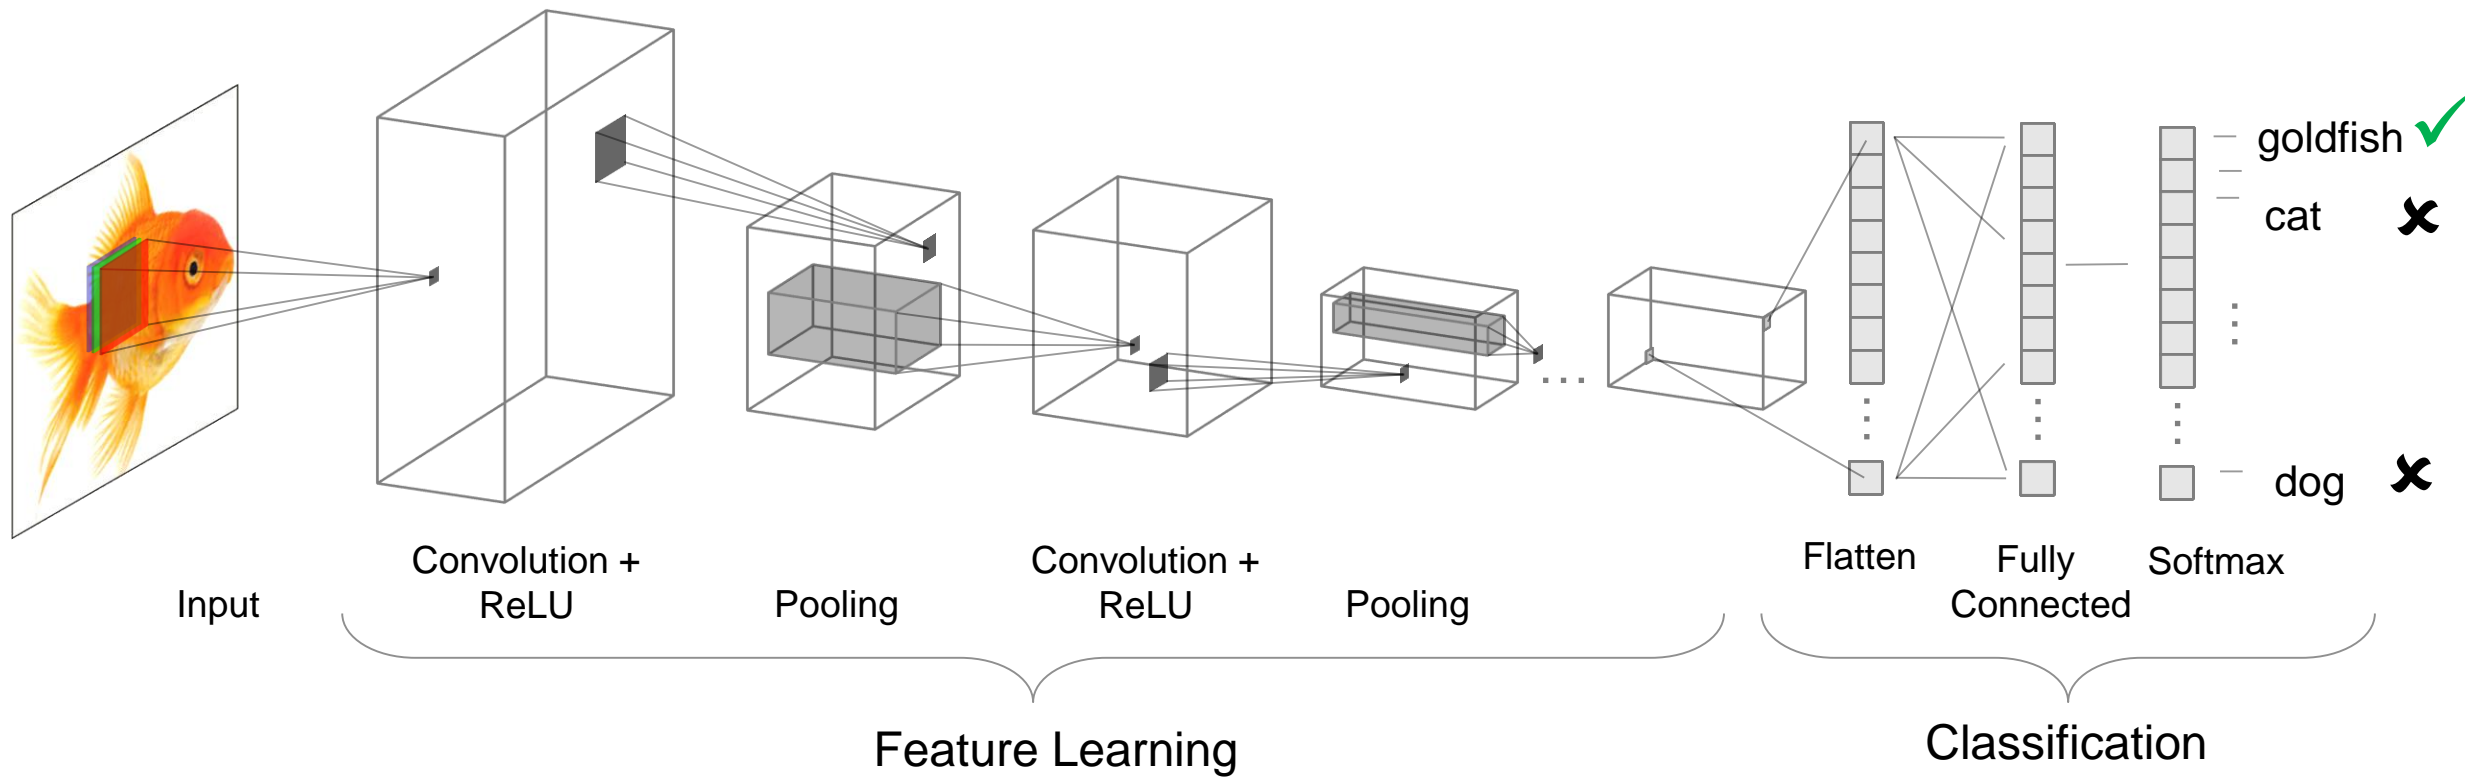 goldfish
cat
dog
Input
Convolution +
ReLU
Pooling
Convolution +
ReLU
Pooling
Flatten
Fully
Connected
Softmax
Feature Learning
Classification